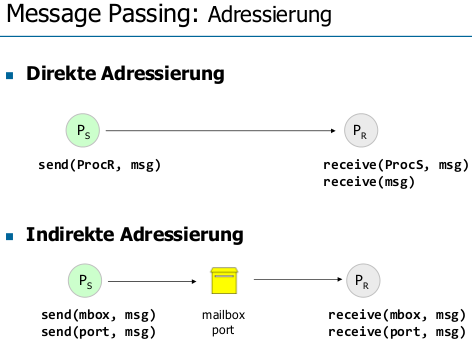 Message Passing: Adressierung
Direkte Adressierung
PS
PR
send(ProcR, msg)
receive(ProcS, msg)
receive(msg)
Indirekte Adressierung
PS
PR
send(mbox, msg)
mailbox
receive(mbox, msg)
send(port, msg)
port
receive(port, msg)